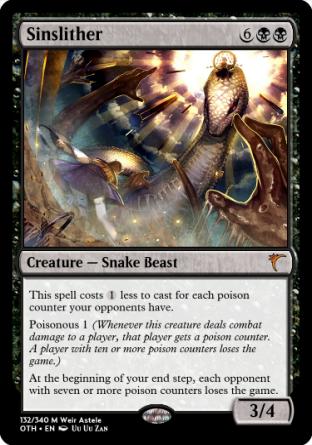 Sinslither 6
Creature — Snake Beast
This spell costs 1 less to cast for each poison
counter your opponents have.
Poisonous 1 (Whenever this creature deals combat
damage to a player, that player gets a poison counter.
A player with ten or more poison counters loses the
game.)
At the beginning of your end step, each opponent
with seven or more poison counters loses the game.
3/4
132/340 M Weir Astele
OTH • EN Uu Uu Zan